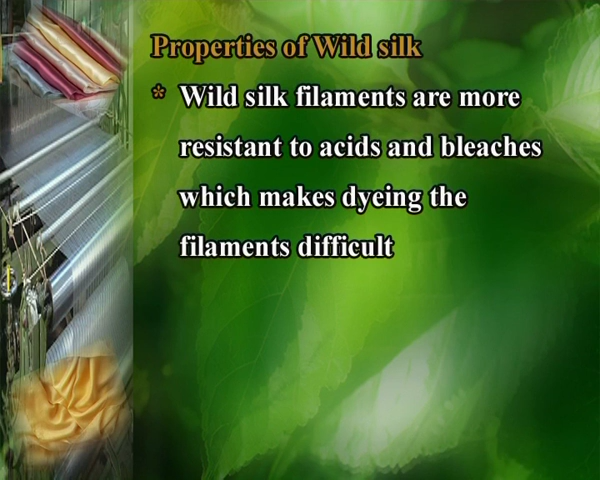 Properties of Wild silk
* Wild silk filaments are more
resistant to acids and bleaches
which makes dyeing the
filaments difficult